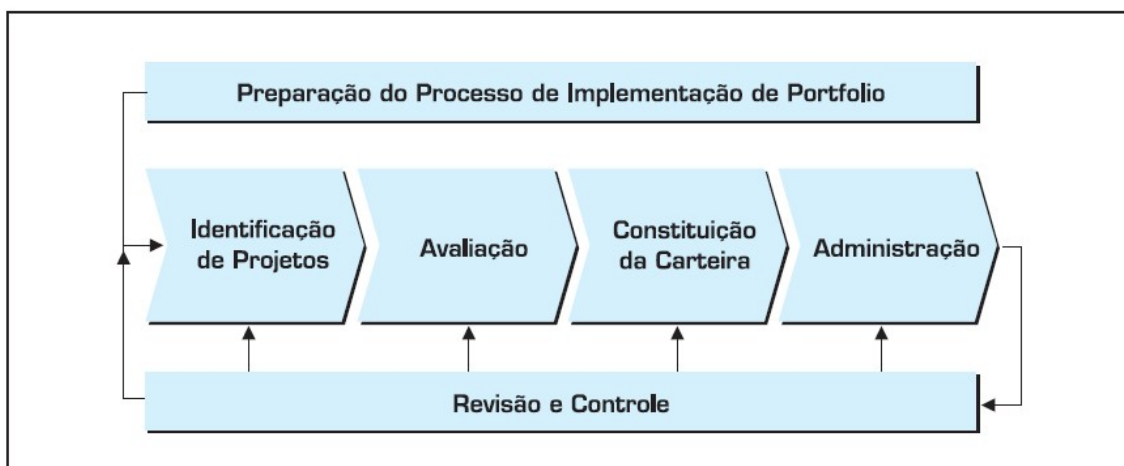 Preparação do Processo de Implementação de Portfolio
Identificação
de Projetos
Avaliação
Constituição
da Carteira
Administração
Revisão e Controle